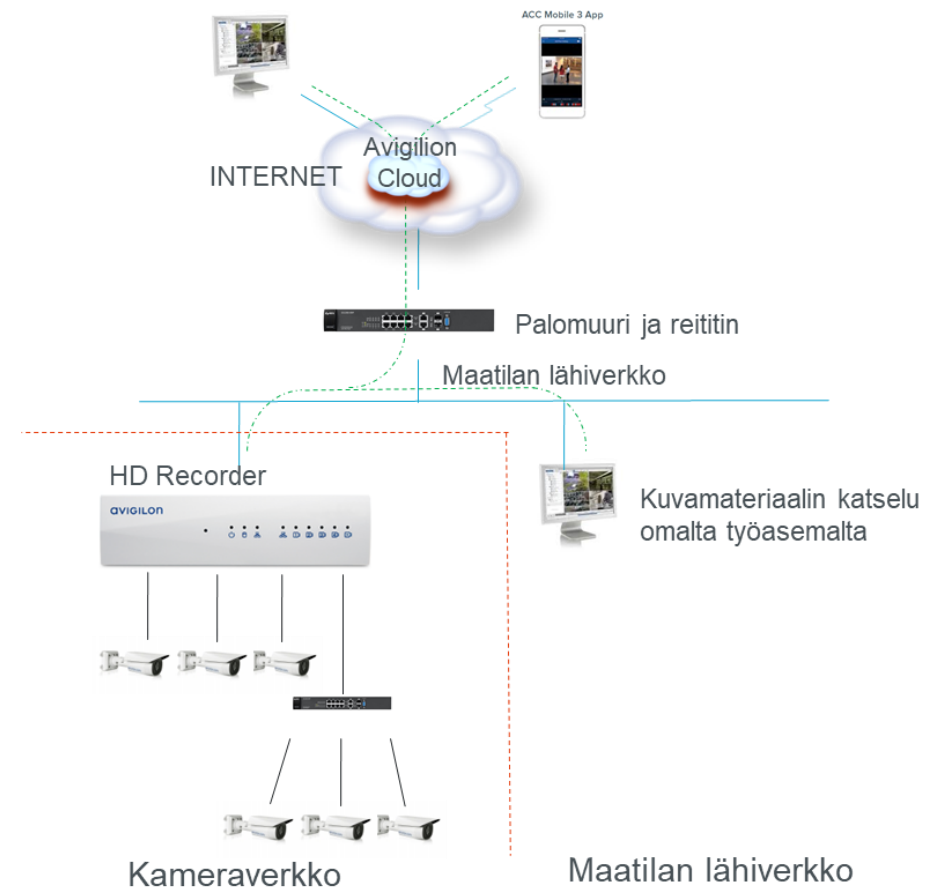 ACC Mobile 3 App
Avigilion
Cloud
INTERNET
Palomuuri ja reititin
Maatilan lähiverkko
HD Recorder
avigilon
Kuvamateriaalin katselu
omalta työasemalta
Kameraverkko
Maatilan lähiverkko